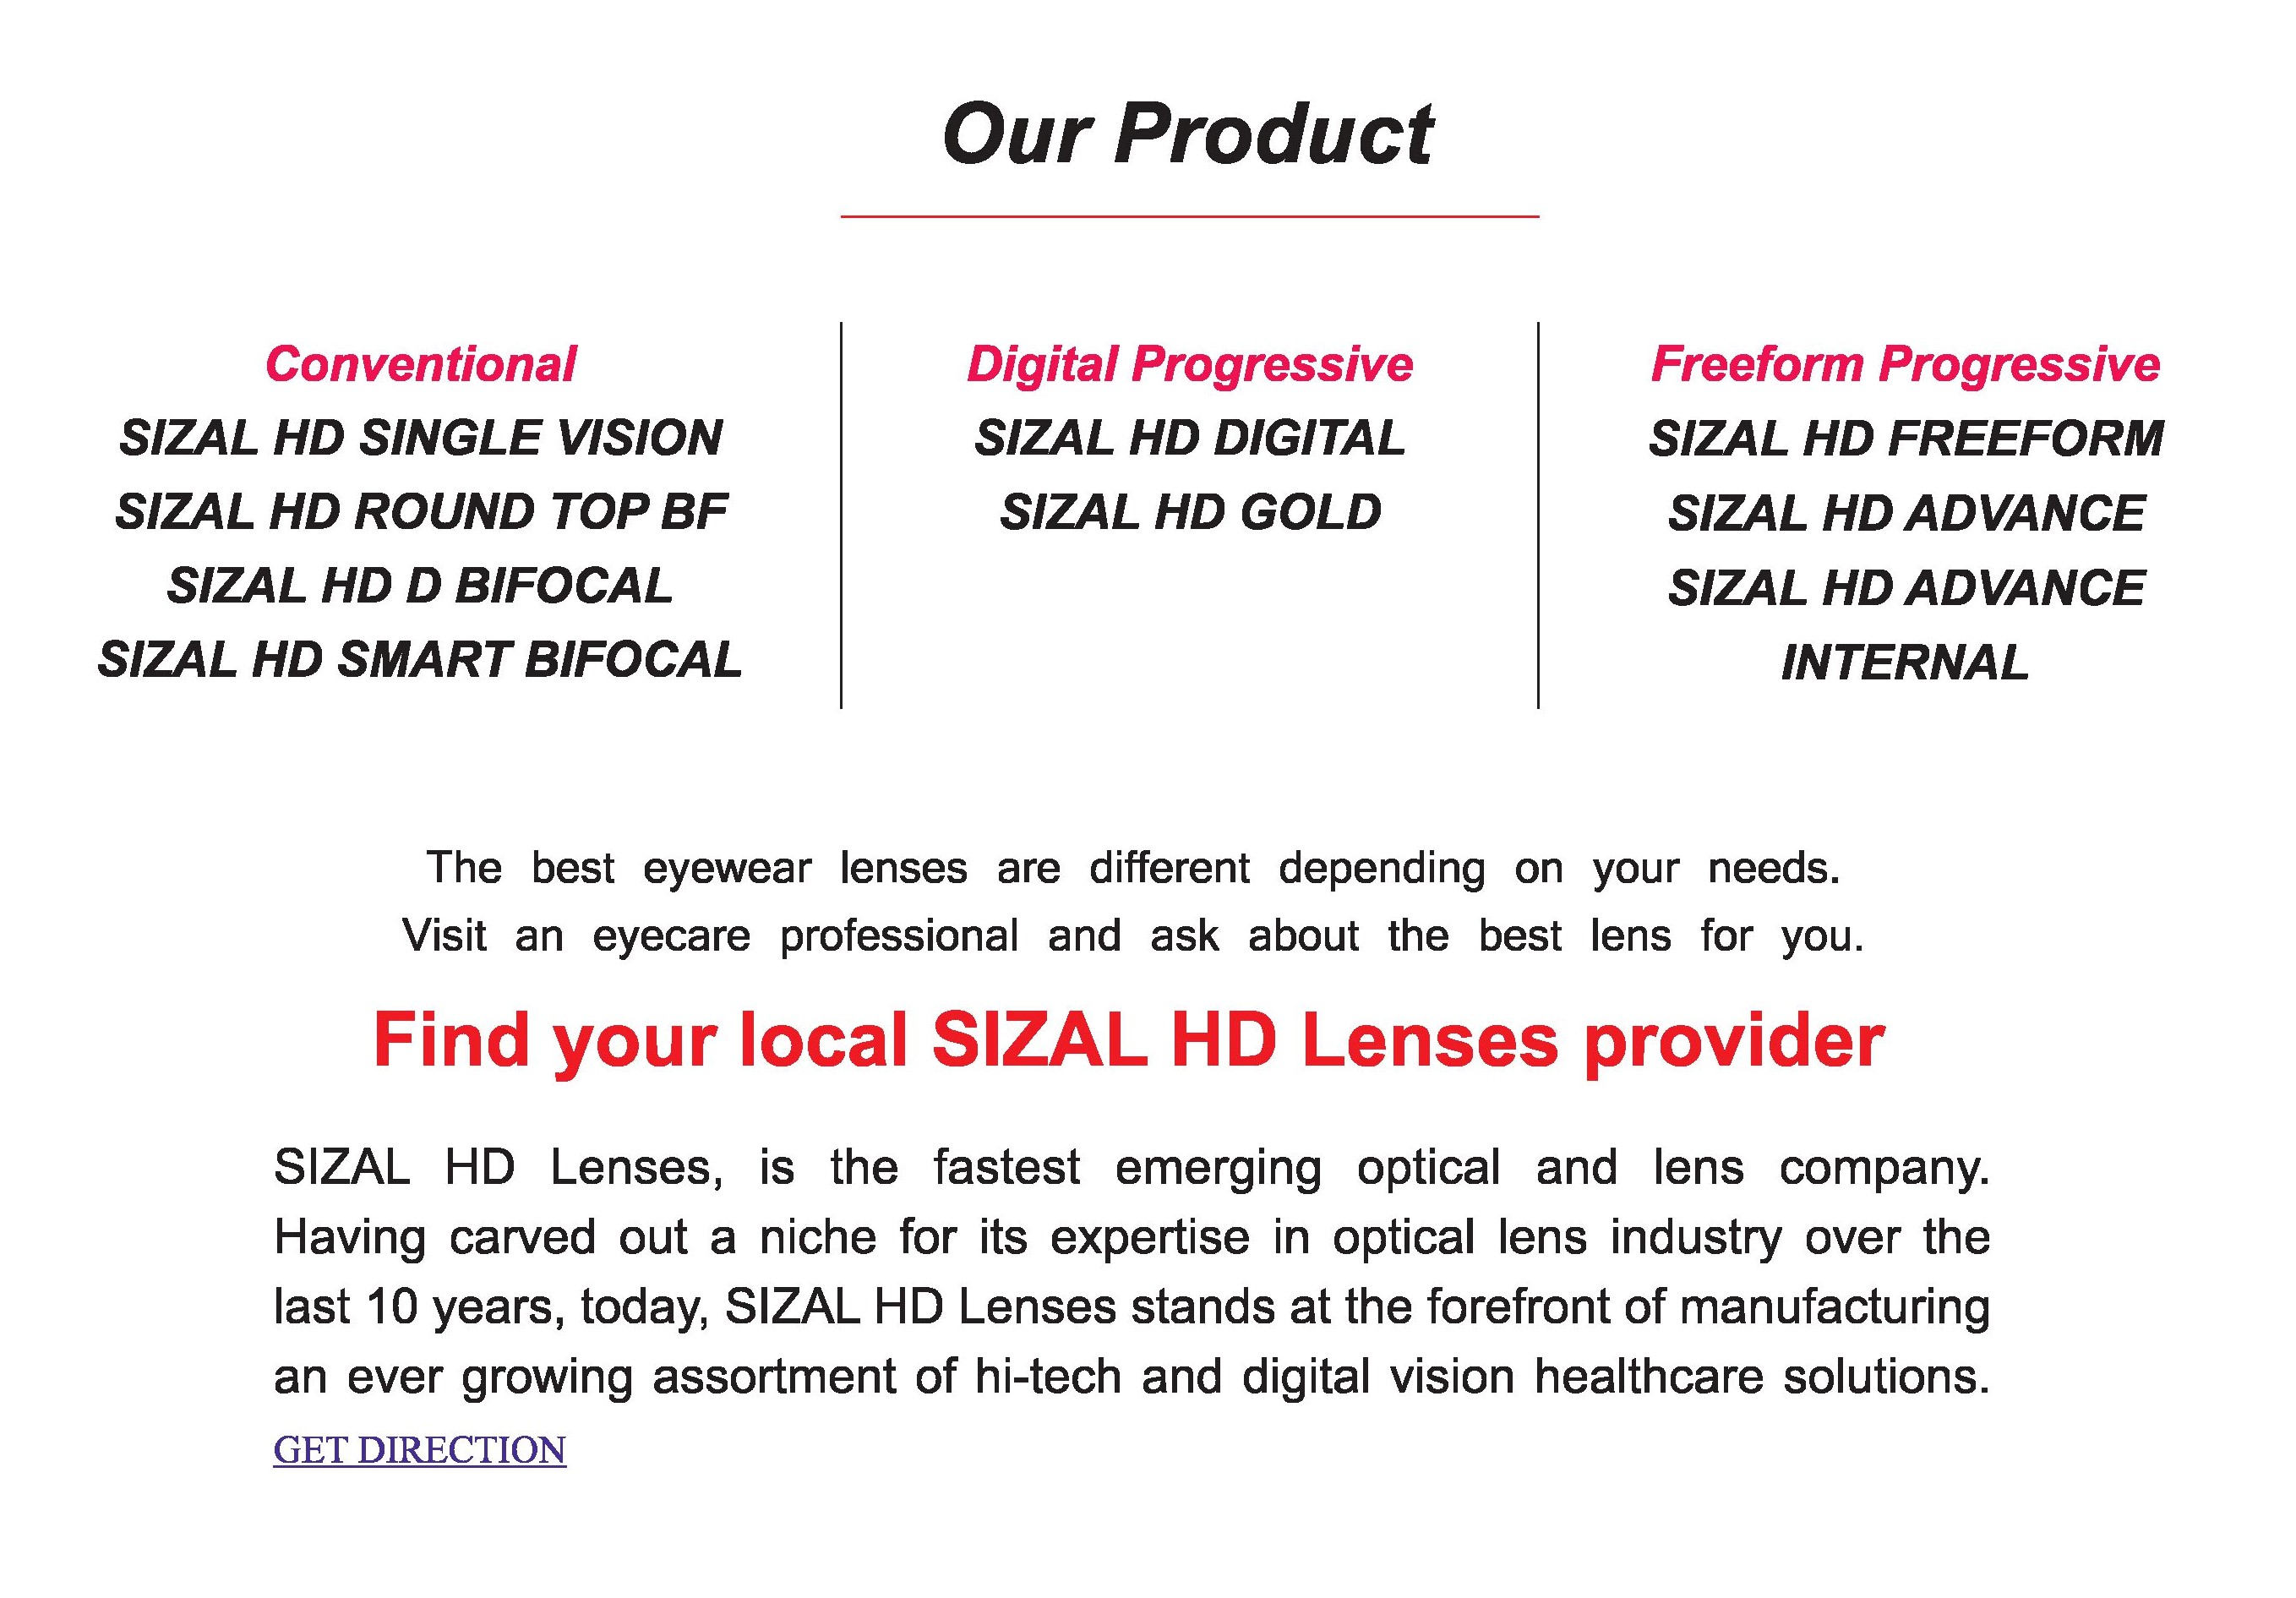 Our Product
Conventional
SIZAL HD SINGLE VISION
SIZAL HD ROUND TOP BF
SIZAL HD D BIFOCAL
SIZAL HD SMART BIFOCAL
Digital Progressive
SIZAL HD DIGITAL
SIZAL HD GOLD
Freeform Progressive
SIZAL HD FREEFORM
SIZAL HD ADVANCE
SIZAL HD ADVANCE
INTERNAL
The best eyewear lenses are different depending on your needs.
Visit an eyecare professional and ask about the best lens for you.
Find your local SIZAL HD Lenses provider
SIZAL HD Lenses, is the fastest emerging optical and lens company.
Having carved out a niche for its expertise in optical lens industry over the
last 10 years, today, SIZAL HD Lenses stands at the forefront of manufacturing
an ever growing assortment of hi-tech and digital vision healthcare solutions.
GET DIRECTION